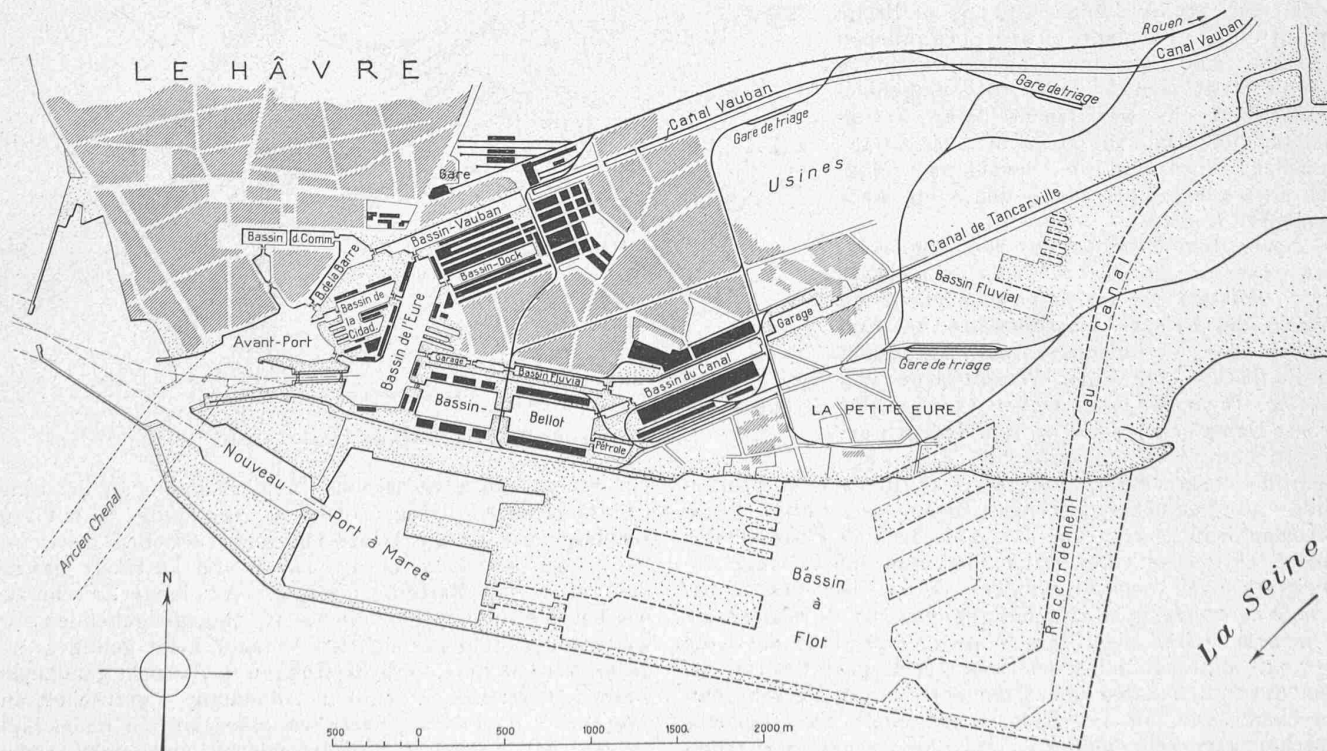 LE HÂVRE
Rouen
Canal Vauban
Gare de triage
Canal Vauban
Gare de triage
Usines
Gare
Bassin-Vauban
Canal de Tancarville
Bassin
d. Comm.
B. de la Barre
Bassin-Dock
Bassin Fluvial
Bassin de
la
Cidad.
Bassin de l'Eure
Garage
Avant-Port
Garage
Bassin Fluvial
Bassin du Canal
Gare de triage
Bassin-
Bellot
LA PETITE EURE
Pétrole
Raccordement au Canal
Nouveau
Port
à Maree
Ancien Chenal
Bassin
à
Flot
La Seine
N
500 0 500 1000 1500 2000 m